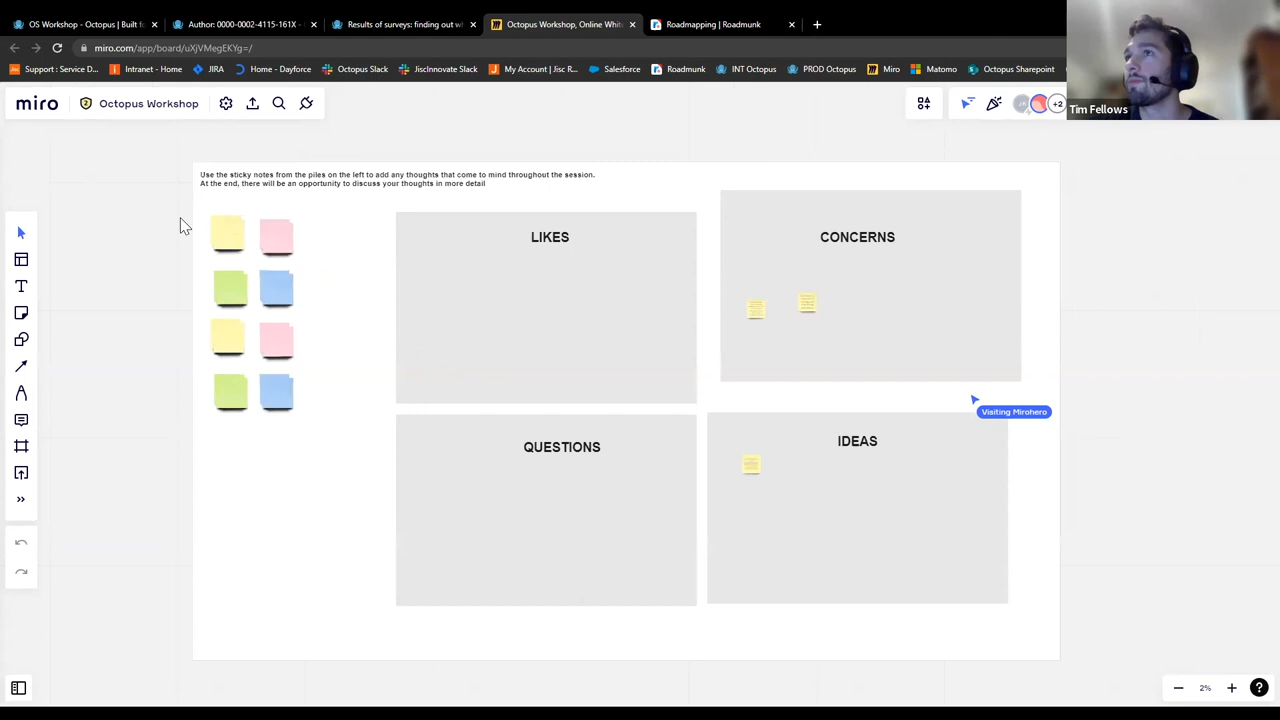 OS Workshop - Octopus | Built fo
Author: 0000-0002-4115-161X -
Results of surveys: finding out wh
Octopus Workshop, Online Whit
Roadmapping | Roadmunk
miro.com/app/board/uXjVMegEKYg=/
Support : Service D...
Intranet - Home
JIRA
Home - Dayforce
Octopus Slack
JiscInnovate Slack
My Account | Jisc R...
Salesforce
Roadmunk
INT Octopus
PROD Octopus
Miro
Matomo
Octopus Sharepoint
miro
Octopus Workshop
+2
Tim Fellows
Use the sticky notes from the piles on the left to add any thoughts that come to mind throughout the session.
At the end, there will be an opportunity to discuss your thoughts in more detail
LIKES
CONCERNS
Visiting Mirohero
QUESTIONS
IDEAS
2%